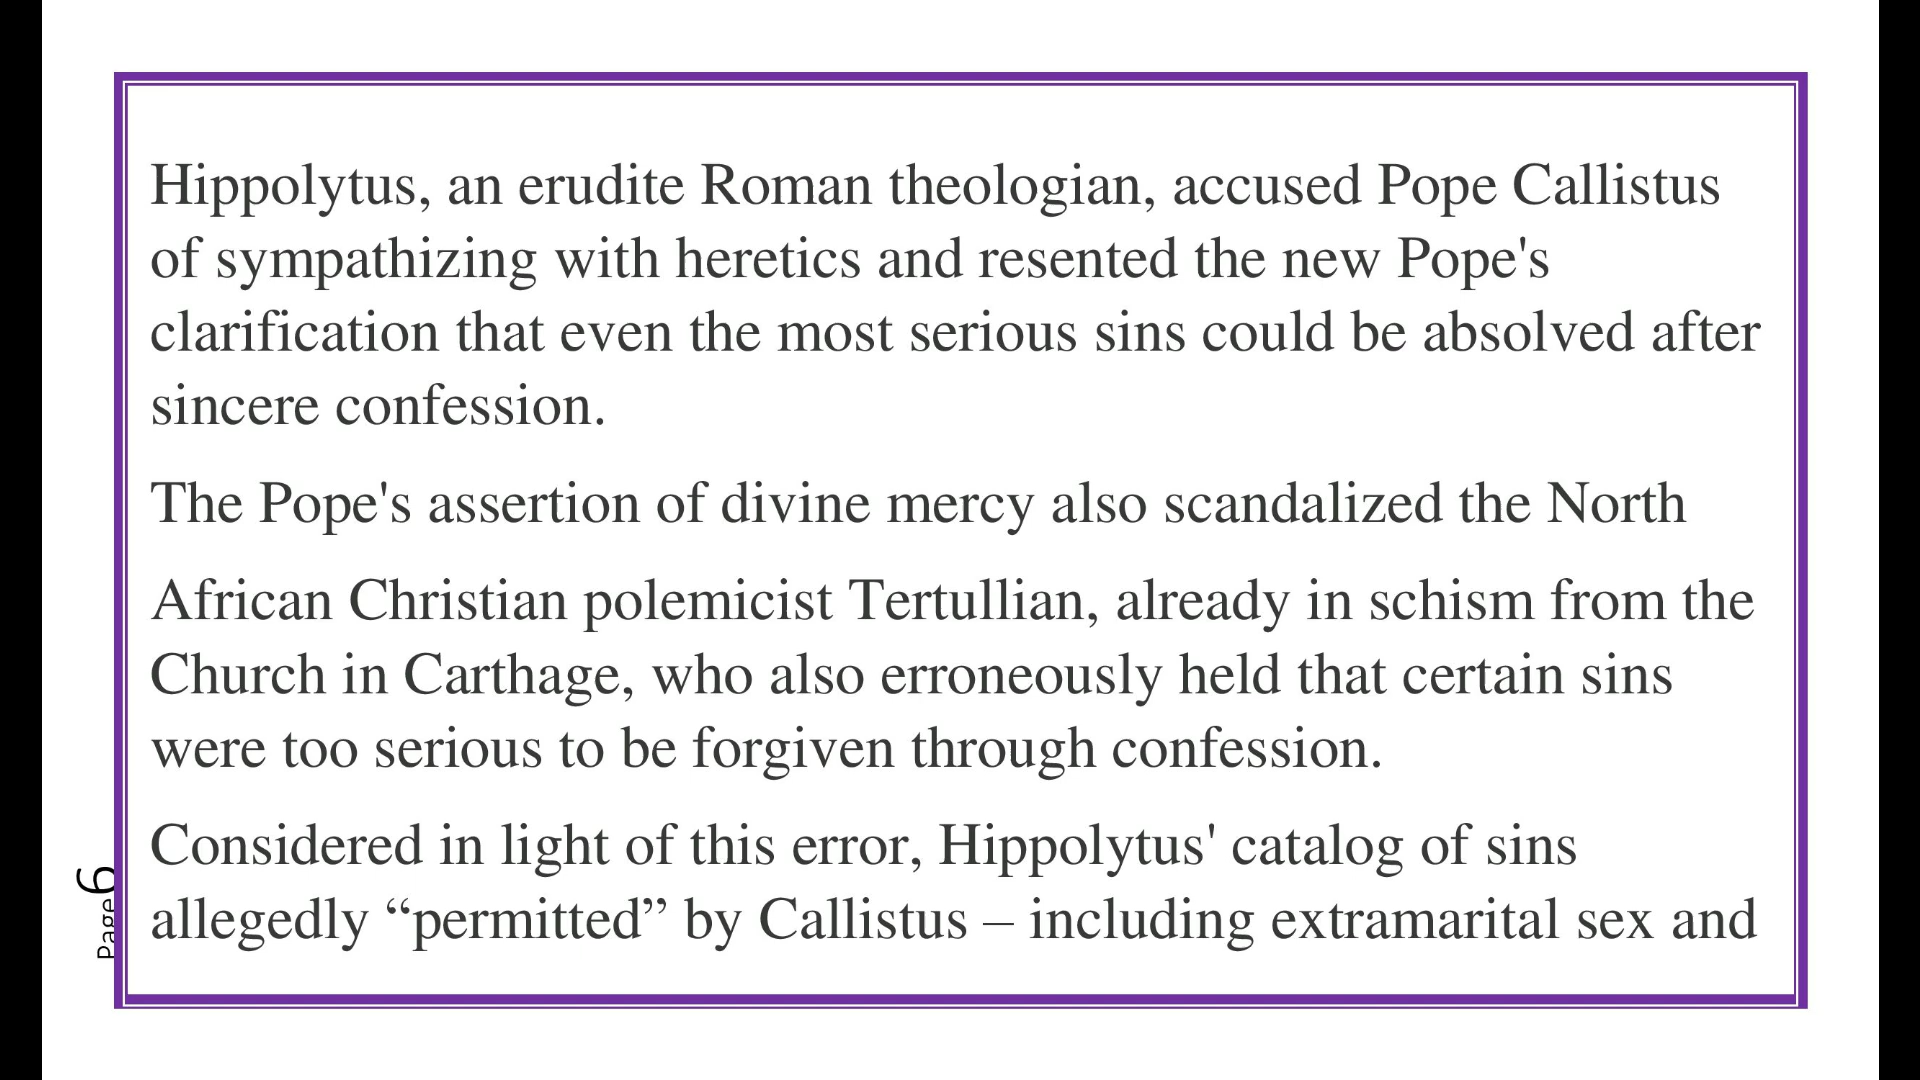 Hippolytus, an erudite Roman theologian, accused Pope Callistus
of sympathizing with heretics and resented the new Pope's
clarification that even the most serious sins could be absolved after
sincere confession.
The Pope's assertion of divine mercy also scandalized the North
African Christian polemicist Tertullian, already in schism from the
Church in Carthage, who also erroneously held that certain sins
were too serious to be forgiven through confession.
Considered in light of this error, Hippolytus' catalog of sins
allegedly “permitted” by Callistus – including extramarital sex and
Page 6